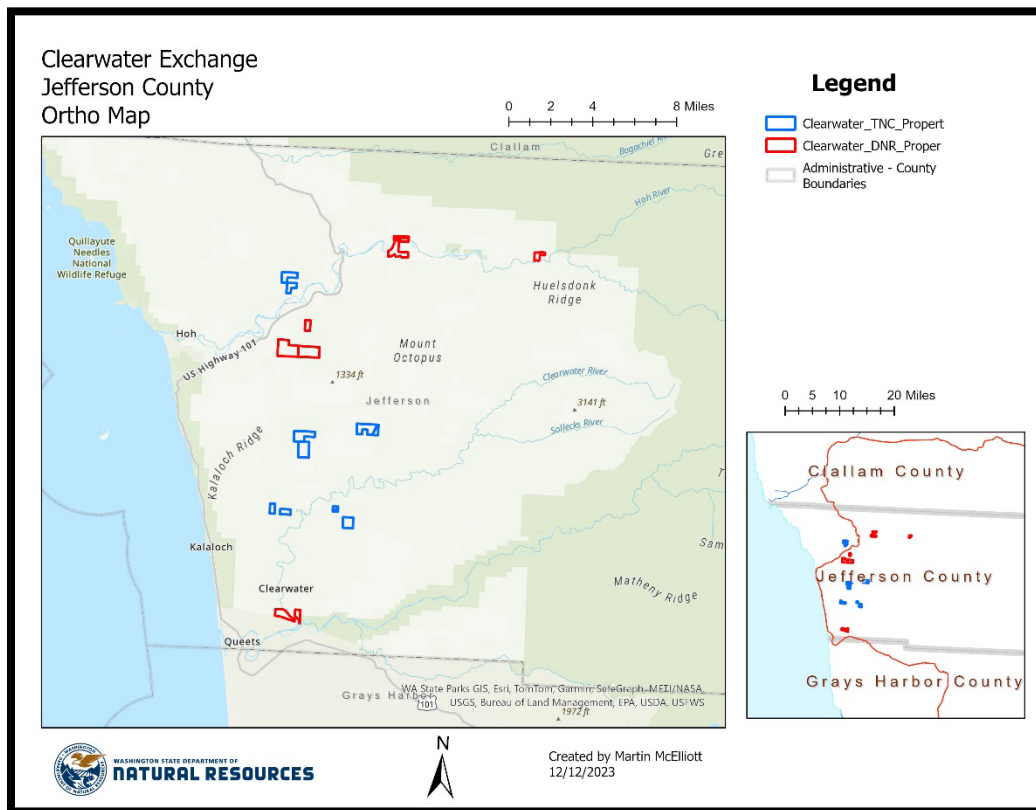 Clearwater Exchange
Jefferson County
Ortho Map
0 2 4 8 Miles
Legend
Clearwater_TNC_Propert
Clearwater_DNR_Proper
Administrative - County
Boundaries
Clallam
Bogachiel
Gre
Hoh River
Quillayute
Needles
National
Wildlife Refuge
Huelsdonk
Ridge
Hoh
US Highway 101
Mount
Octopus
1334 ft
Clearwater River
Jefferson
3141 ft
Sollecks River
Kalaloch Ridge
T
Sam
Kalaloch
Clearwater
Matheny Ridge
Queets
Grays Harbor
101
WA State Parks GIS, Esri, TomTom, Garmin, SafeGraph, METI/NASA,
USGS, Bureau of Land Management, EPA, USDA, USFWS
1972 ft
0 5 10 20 Miles
Clallam County
Jefferson County
Grays Harbor County
WASHINGTON STATE DEPARTMENT OF
NATURAL RESOURCES
N
Created by Martin McElliott
12/12/2023